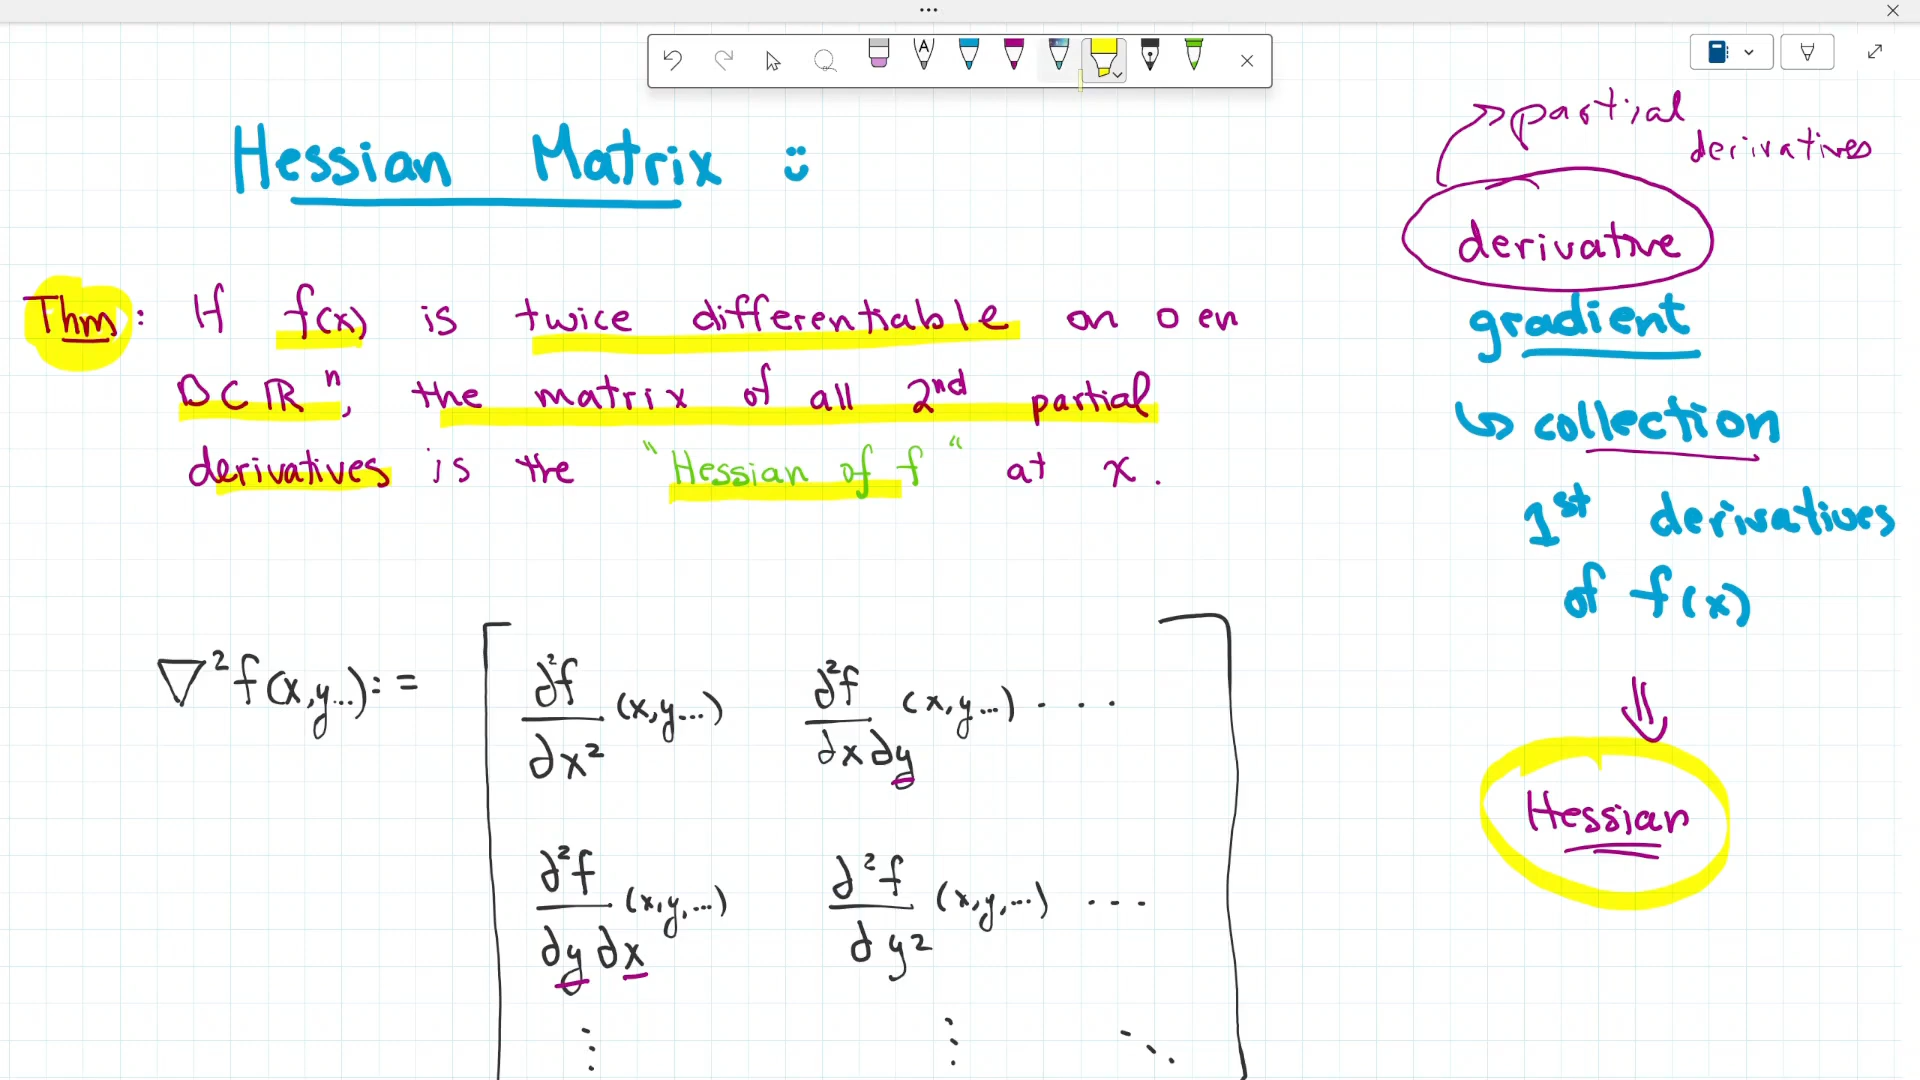 Hessian Matrix :)
Thm: If f(x) is twice differentiable on o en
D ⊂ ℝⁿ, the matrix of all 2nd partial
derivatives is the "Hessian of f" at x.
∇²f(x,y...) := [ ∂²f/∂x² (x,y...) ∂²f/∂x∂y (x,y...) ...
∂²f/∂y∂x (x,y,...) ∂²f/∂y² (x,y,...) ...
⋮ ⋮ ⋱ ]
partial
derivatives
derivative
gradient
↳ collection
1st derivatives
of f(x)
⇓
Hessian